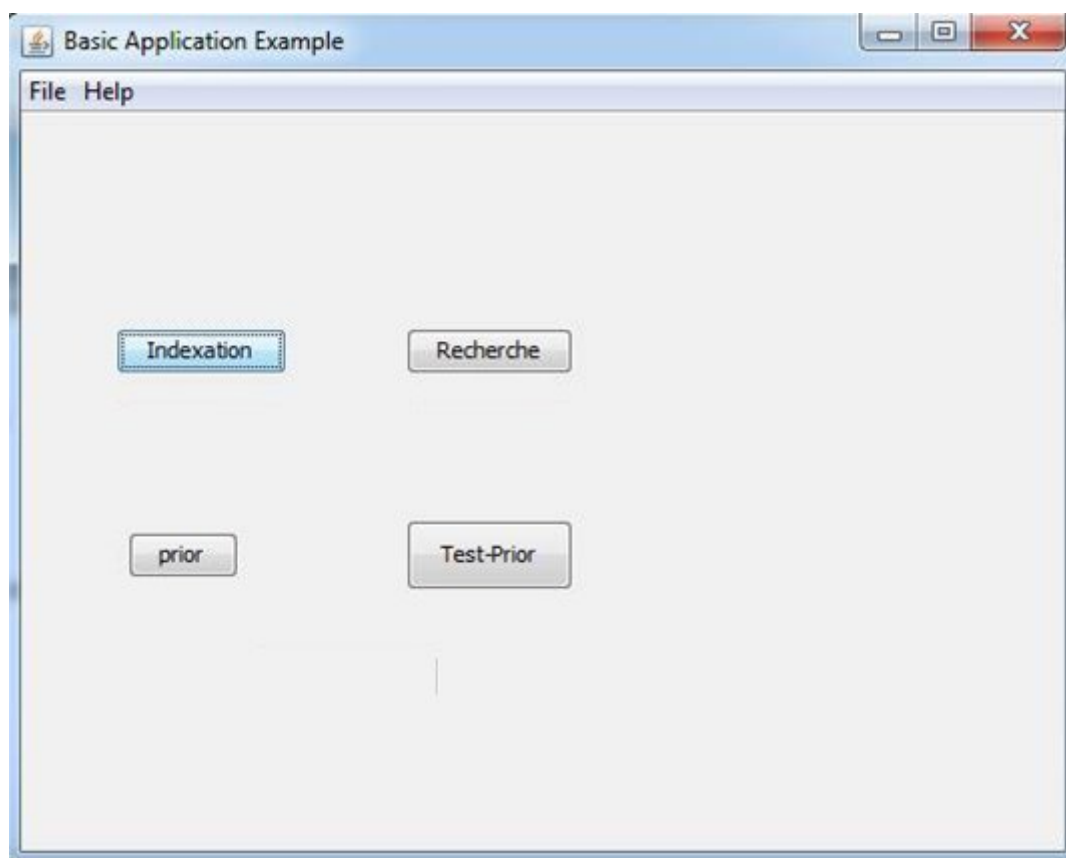 Basic Application Example
File Help
Indexation Recherche
prior Test-Prior